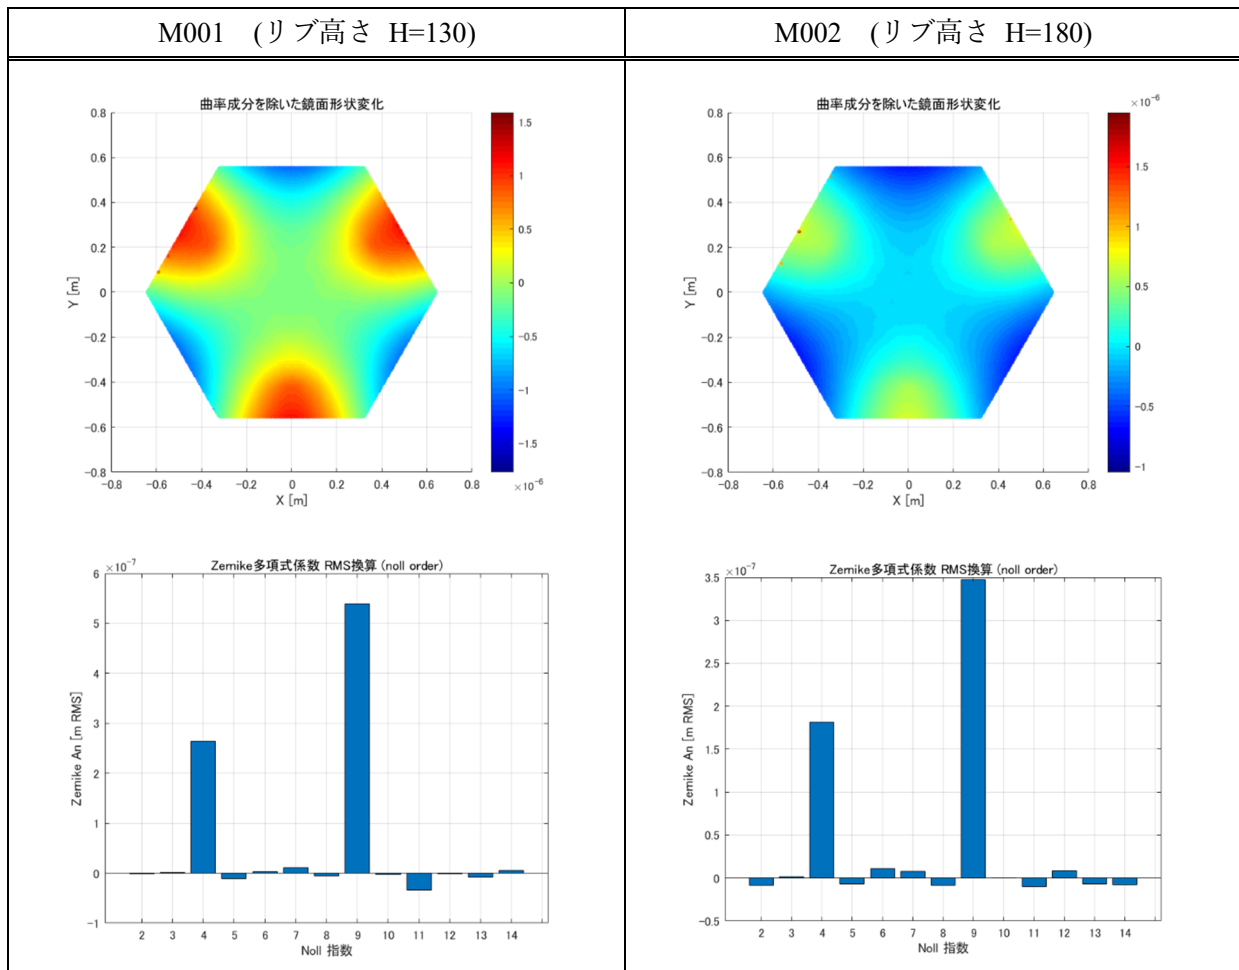 M001 (リブ高さ H=130)
M002 (リブ高さ H=180)
曲率成分を除いた鏡面形状変化
0.8
0.6
0.4
0.2
0
−0.2
−0.4
−0.6
−0.8
Y [m]
−0.8 −0.6 −0.4 −0.2 0 0.2 0.4 0.6 0.8
X [m]
1.5
1
0.5
0
−0.5
−1
−1.5
×10⁻⁶
曲率成分を除いた鏡面形状変化
0.8
0.6
0.4
0.2
0
−0.2
−0.4
−0.6
−0.8
Y [m]
−0.8 −0.6 −0.4 −0.2 0 0.2 0.4 0.6 0.8
X [m]
×10⁻⁶
1.5
1
0.5
0
−0.5
−1
Zernike多項式係数 RMS換算 (noll order)
×10⁻⁷
6
5
4
3
2
1
0
−1
Zernike An [m RMS]
2 3 4 5 6 7 8 9 10 11 12 13 14
Noll 指数
Zernike多項式係数 RMS換算 (noll order)
×10⁻⁷
3.5
3
2.5
2
1.5
1
0.5
0
−0.5
Zernike An [m RMS]
2 3 4 5 6 7 8 9 10 11 12 13 14
Noll 指数